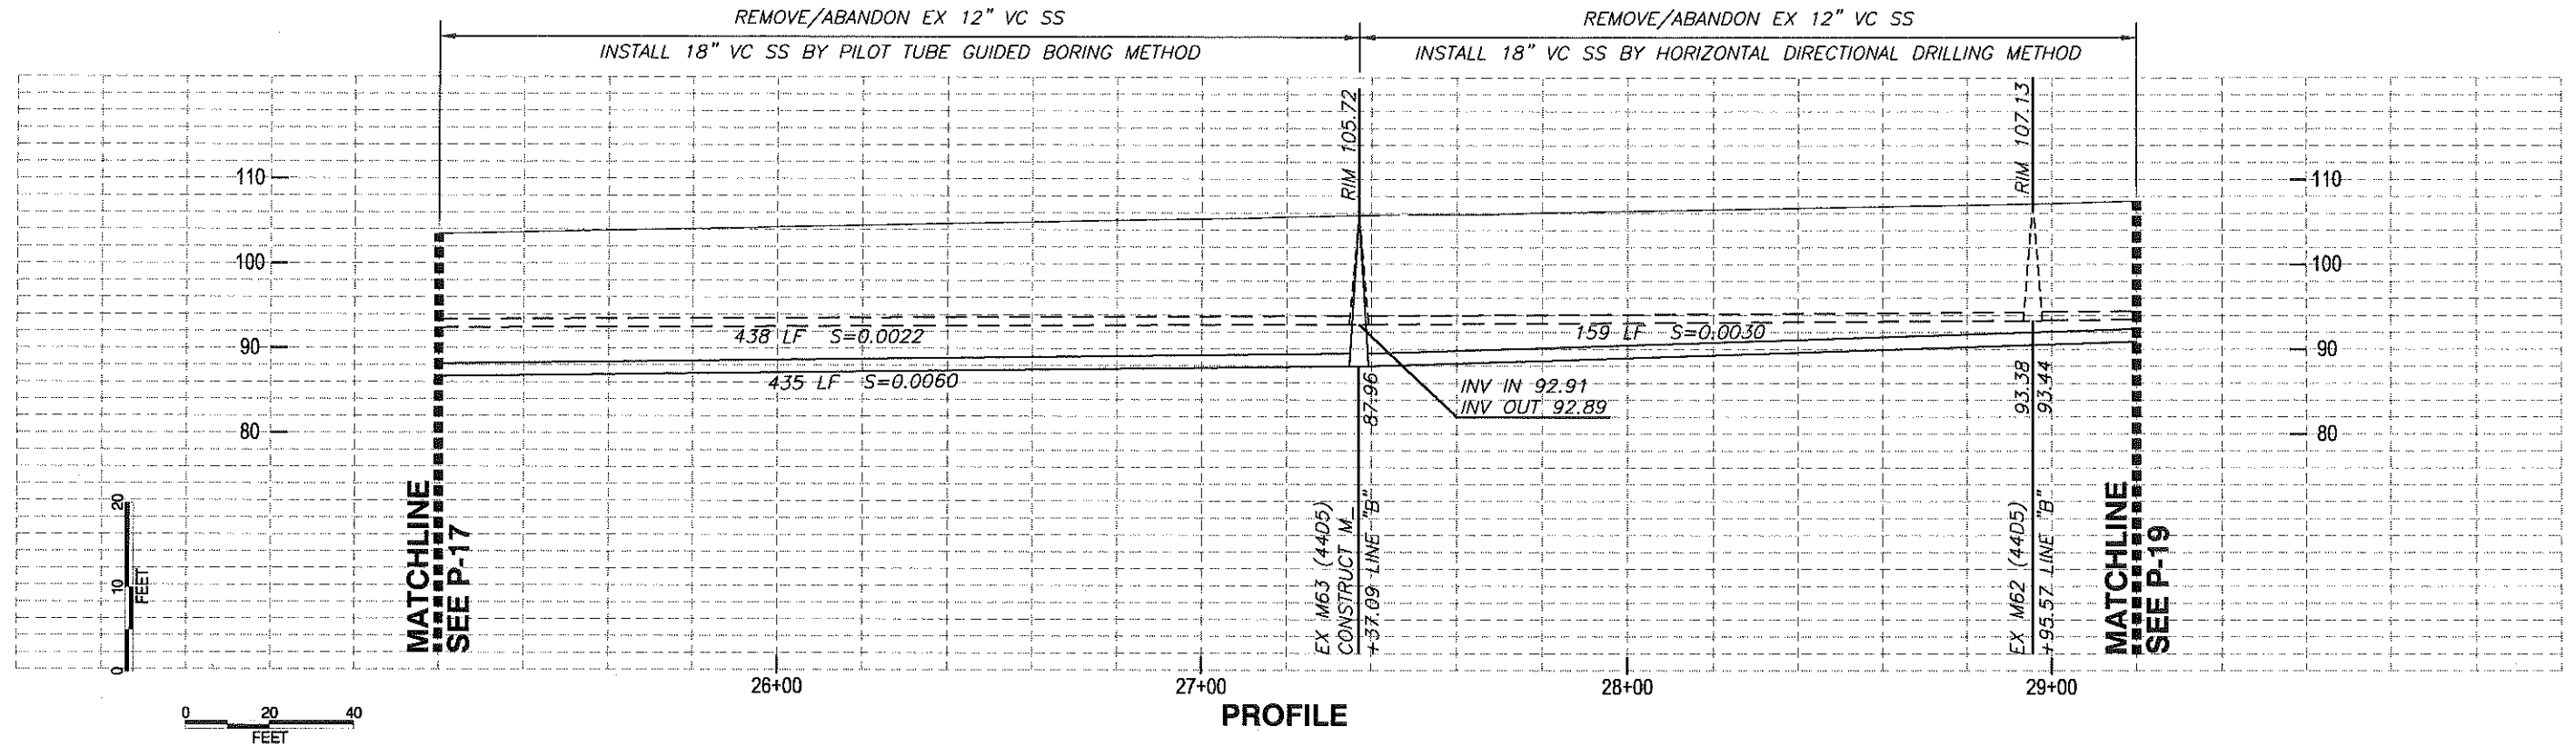 REMOVE/ABANDON EX 12" VC SS
REMOVE/ABANDON EX 12" VC SS
INSTALL 18" VC SS BY PILOT TUBE GUIDED BORING METHOD
INSTALL 18" VC SS BY HORIZONTAL DIRECTIONAL DRILLING METHOD
RIM 105.72
RIM 107.13
110
110
100
100
438 LF S=0.0022
159 LF S=0.0030
90
90
435 LF S=0.0060
INV IN 92.91
INV OUT 92.89
87.96
93.38
93.44
80
80
MATCHLINE
SEE P-17
EX M63 (44D5)
CONSTRUCT M_
+37.09 LINE "B"
EX M62 (44D5)
+95.57 LINE "B"
MATCHLINE
SEE P-19
20
10
0
FEET
26+00
27+00
28+00
29+00
0 20 40
FEET
PROFILE